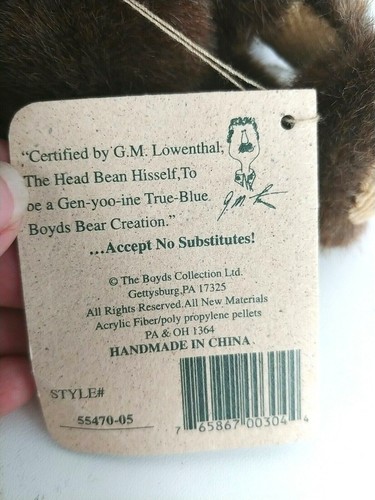 "Certified by G.M. Lowenthal,
The Head Bean Hisself,To
be a Gen-yoo-ine True-Blue
Boyds Bear Creation."
...Accept No Substitutes!
© The Boyds Collection Ltd.
Gettysburg,PA 17325
All Rights Reserved.All New Materials
Acrylic Fiber/poly propylene pellets
PA & OH 1364
HANDMADE IN CHINA
STYLE#
55470-05
7 65867 00304 4